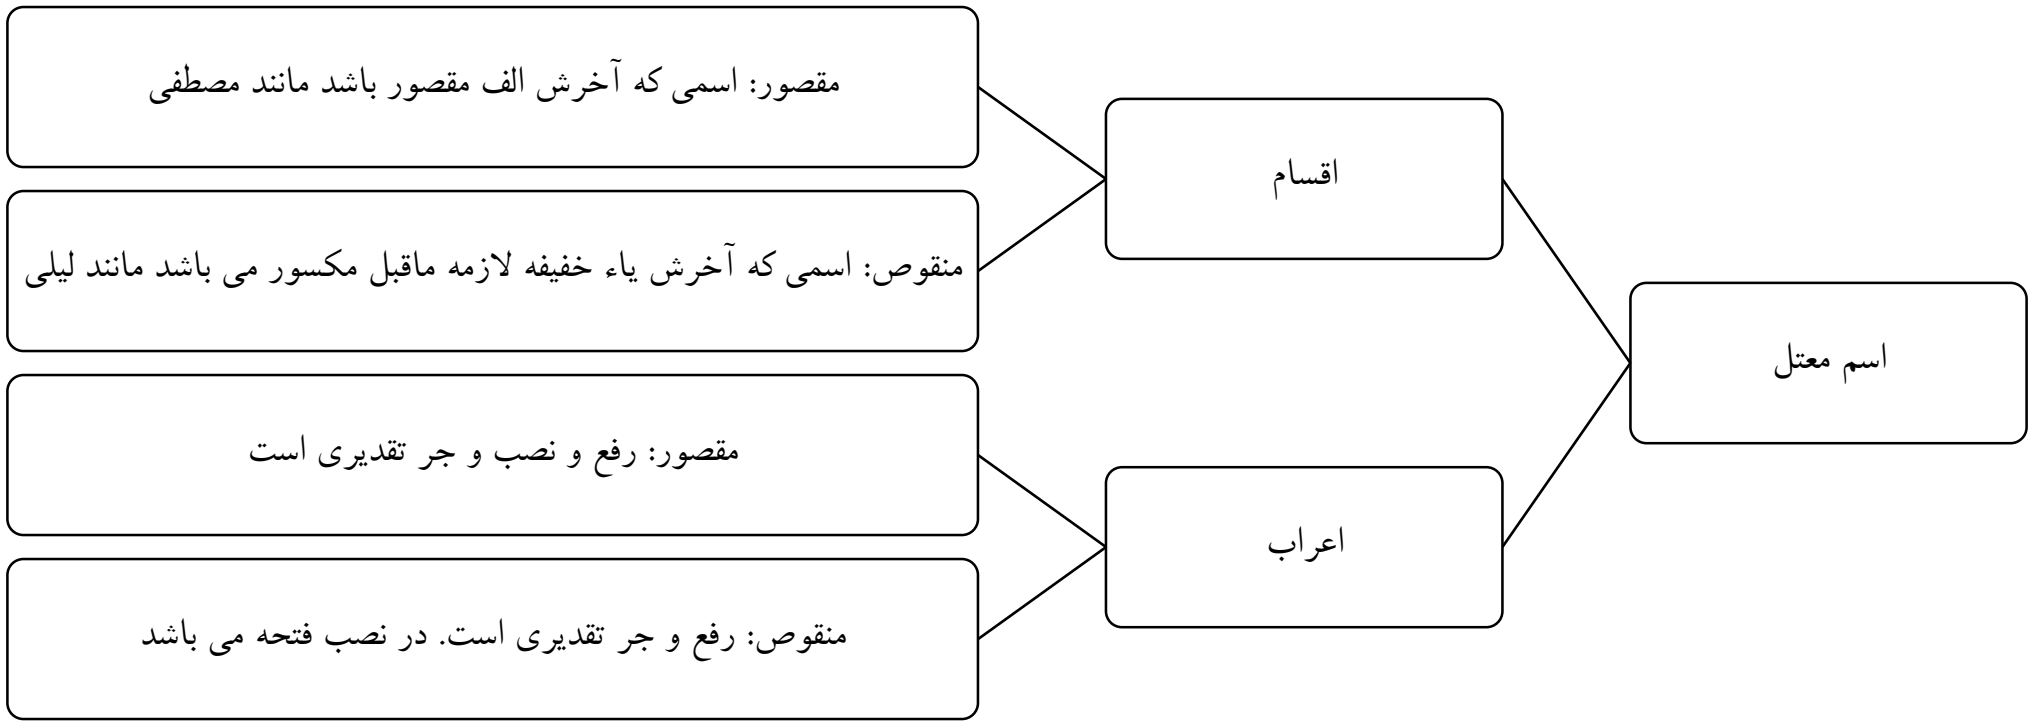 اسم معتل
اقسام
مقصور: اسمی که آخرش الف مقصور باشد مانند مصطفی
منقوص: اسمی که آخرش یاء خفیفه لازمه ماقبل مکسور می باشد مانند لیلی
اعراب
مقصور: رفع و نصب و جر تقدیری است
منقوص: رفع و جر تقدیری است. در نصب فتحه می باشد